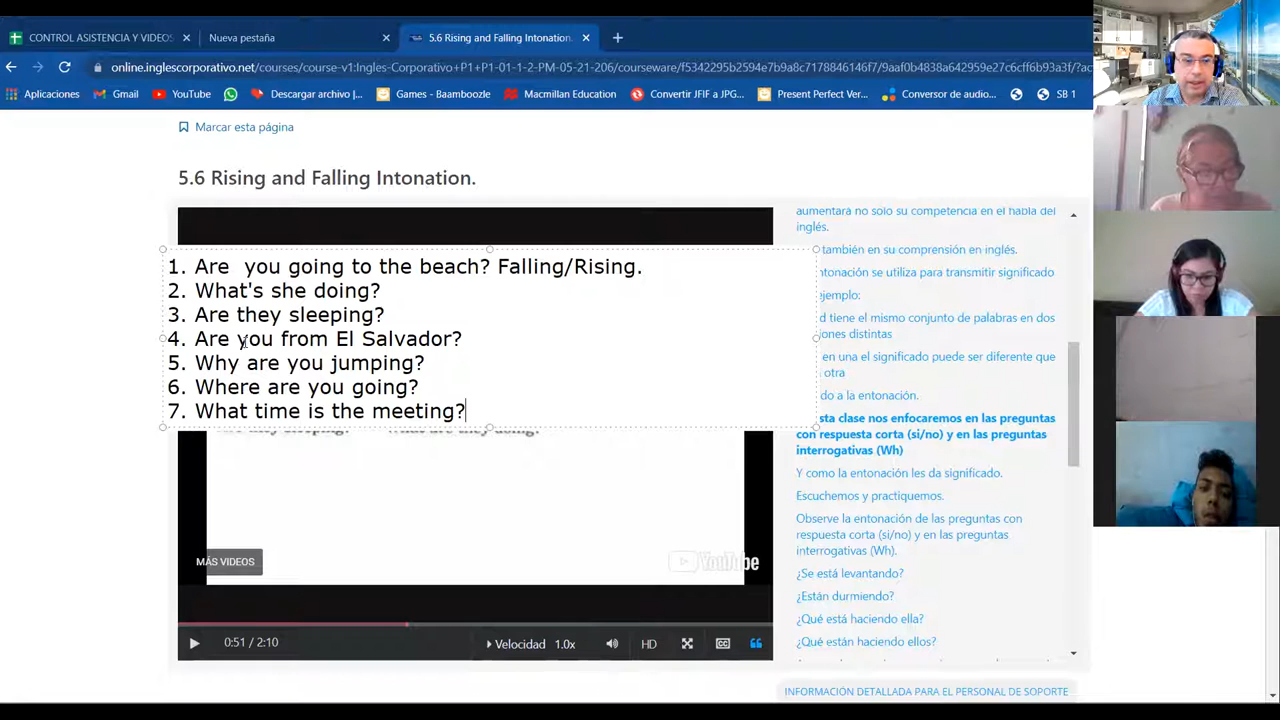 CONTROL ASISTENCIA Y VIDEOS
Nueva pestaña
5.6 Rising and Falling Intonation.
online.inglescorporativo.net/courses/course-v1:Ingles-Corporativo+P1+P1-01-1-2-PM-05-21-206/courseware/f5342295b2594e7b9a8c7178846146f7/9aaf0b4838a642959e27c6cff6b93a3f/?ac
Aplicaciones
Gmail
YouTube
Descargar archivo |...
Games - Baamboozle
Macmillan Education
Convertir JFIF a JPG...
Present Perfect Ver...
Conversor de audio...
SB 1
Marcar esta página
5.6 Rising and Falling Intonation.
1. Are you going to the beach? Falling/Rising.
2. What's she doing?
3. Are they sleeping?
4. Are you from El Salvador?
5. Why are you jumping?
6. Where are you going?
7. What time is the meeting?
MÁS VIDEOS
YouTube
0:51 / 2:10
Velocidad 1.0x
HD
CC
aumentará no solo su competencia en el habla del
inglés.
también en su comprensión en inglés.
entonación se utiliza para transmitir significado
ejemplo:
tiene el mismo conjunto de palabras en dos
distintas
en una el significado puede ser diferente que
otra
a la entonación.
esta clase nos enfocaremos en las preguntas
con respuesta corta (si/no) y en las preguntas
interrogativas (Wh)
Y como la entonación les da significado.
Escuchemos y practiquemos.
Observe la entonación de las preguntas con
respuesta corta (si/no) y en las preguntas
interrogativas (Wh).
¿Se está levantando?
¿Están durmiendo?
¿Qué está haciendo ella?
¿Qué están haciendo ellos?
INFORMACIÓN DETALLADA PARA EL PERSONAL DE SOPORTE